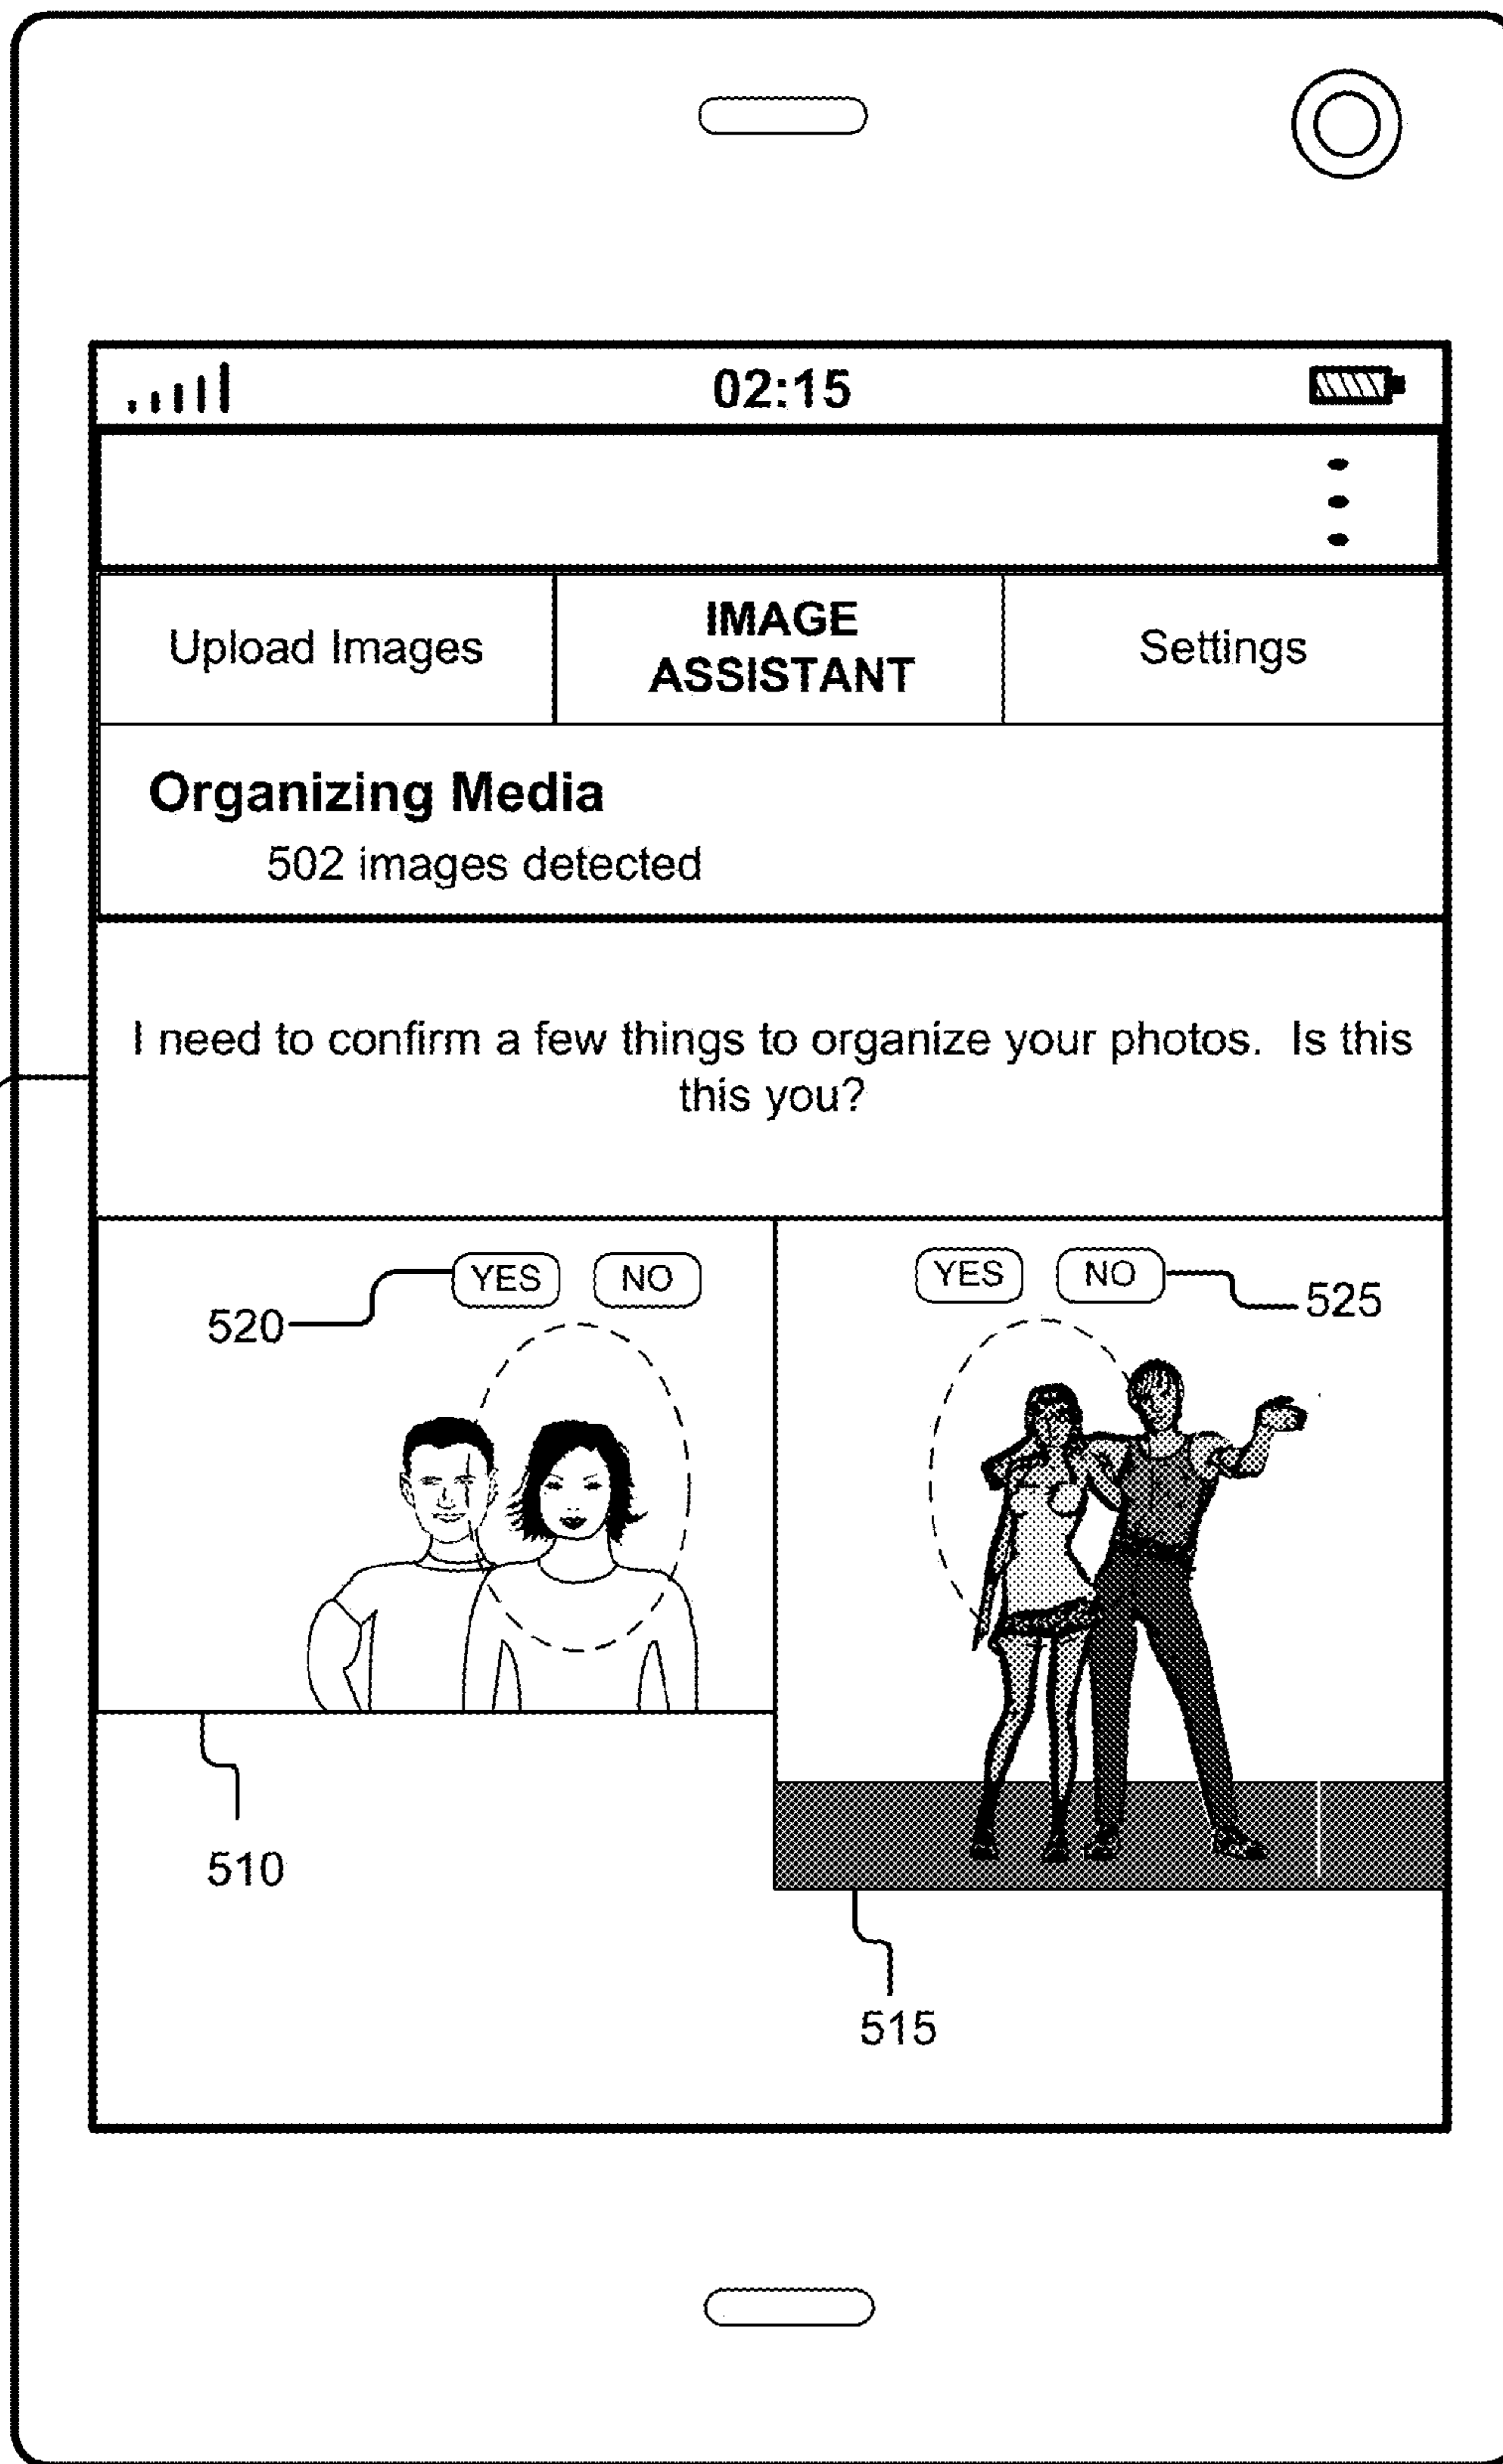 02:15
Upload Images
IMAGE
ASSISTANT
Settings
Organizing Media
502 images detected
I need to confirm a few things to organize your photos.  Is this
this you?
YES
NO
520
YES
NO
525
510
515